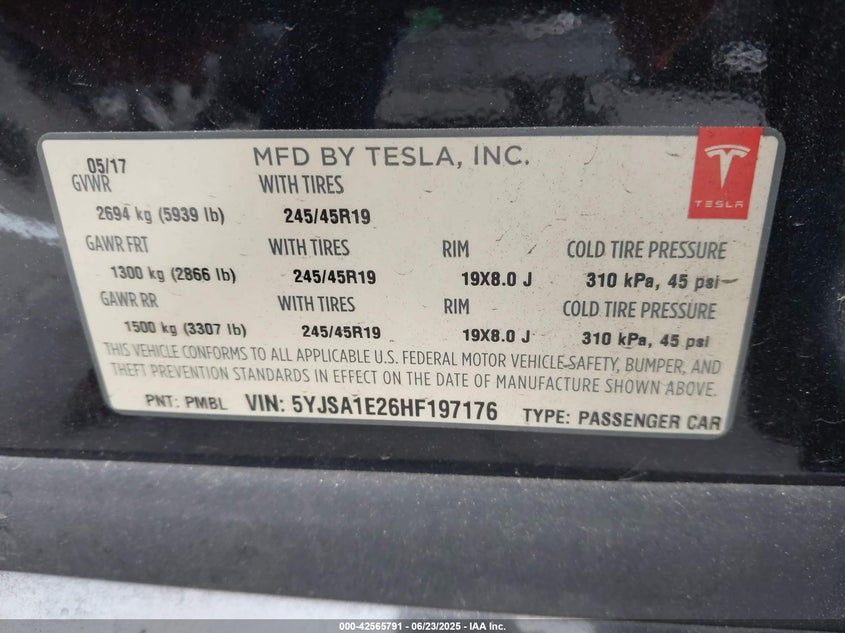 05/17 MFD BY TESLA, INC.
GVWR WITH TIRES
2694 kg (5939 lb) 245/45R19
TESLA
GAWR FRT WITH TIRES RIM COLD TIRE PRESSURE
1300 kg (2866 lb) 245/45R19 19X8.0 J 310 kPa, 45 psi
GAWR RR WITH TIRES RIM COLD TIRE PRESSURE
1500 kg (3307 lb) 245/45R19 19X8.0 J 310 kPa, 45 psi
THIS VEHICLE CONFORMS TO ALL APPLICABLE U.S. FEDERAL MOTOR VEHICLE SAFETY, BUMPER, AND
THEFT PREVENTION STANDARDS IN EFFECT ON THE DATE OF MANUFACTURE SHOWN ABOVE.
PNT: PMBL VIN: 5YJSA1E26HF197176 TYPE: PASSENGER CAR
000-42565791 - 06/23/2025 - IAA Inc.